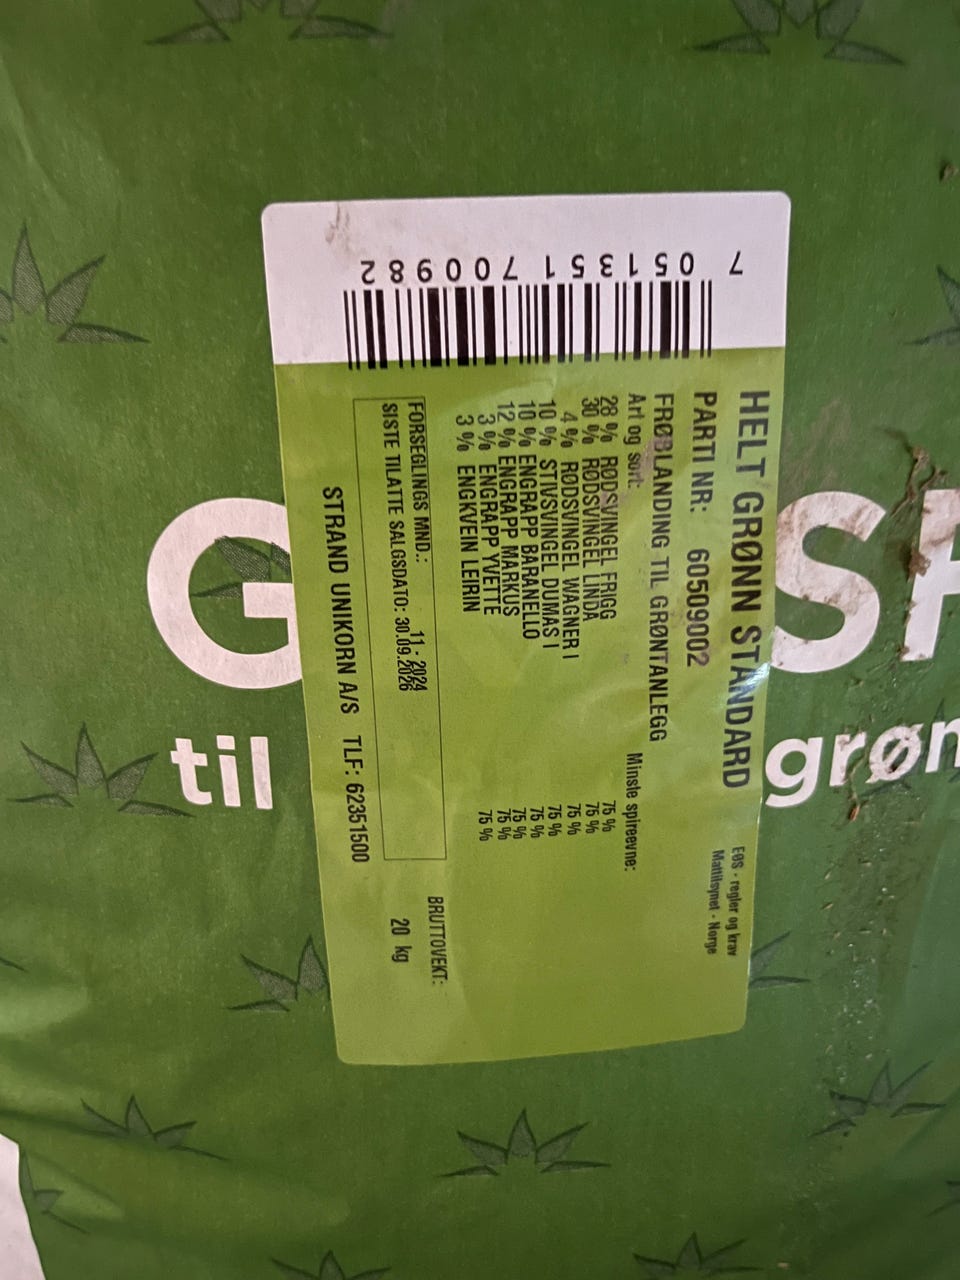 7 051351 700982
HELT GRØNN STANDARD
EØS - regler og krav
Mattilsynet - Norge
PARTI NR: 60509002
FRØBLANDING TIL GRØNTANLEGG
Art og sort: Minste spireevne:
28 % RØDSVINGEL FRIGG 75 %
30 % RØDSVINGEL LINDA 75 %
4 % RØDSVINGEL WAGNER I 75 %
10 % STIVSVINGEL DUMAS I 75 %
10 % ENGRAPP BARANELLO 75 %
12 % ENGRAPP MARKUS 75 %
3 % ENGRAPP YVETTE 75 %
3 % ENGKVEIN LEIRIN 75 %
FORSEGLINGS MND.: 11 - 2024
SISTE TILATTE SALGSDATO: 30.09.2026
BRUTTOVEKT:
20 kg
STRAND UNIKORN A/S TLF: 62351500
G
til grøn